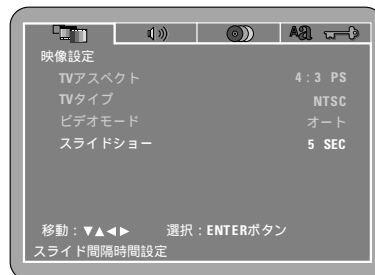 Aあ
映像設定
TVアスペクト 4:3 PS
TVタイプ NTSC
ビデオモード オート
スライドショー 5 SEC
移動:▼▲◀▶ 選択:ENTERボタン
スライド間隔時間設定